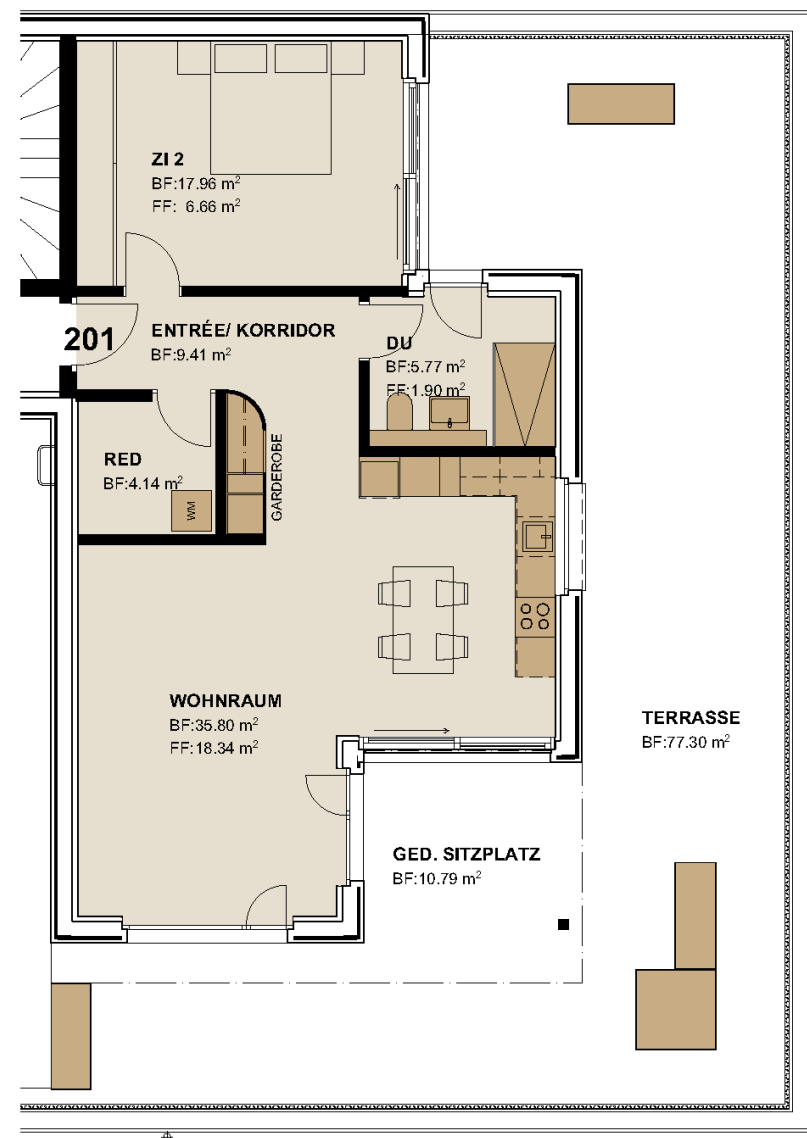 ZI 2
BF:17.96 m²
FF: 6.66 m²
201
ENTRÉE/ KORRIDOR
BF:9.41 m²
DU
BF:5.77 m²
FF:1.90 m²
RED
BF:4.14 m²
WM
GARDEROBE
WOHNRAUM
BF:35.80 m²
FF:18.34 m²
TERRASSE
BF:77.30 m²
GED. SITZPLATZ
BF:10.79 m²